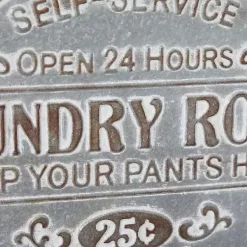 SELF-SERVICE
OPEN 24 HOURS
UNDRY RO
P YOUR PANTS H
25¢